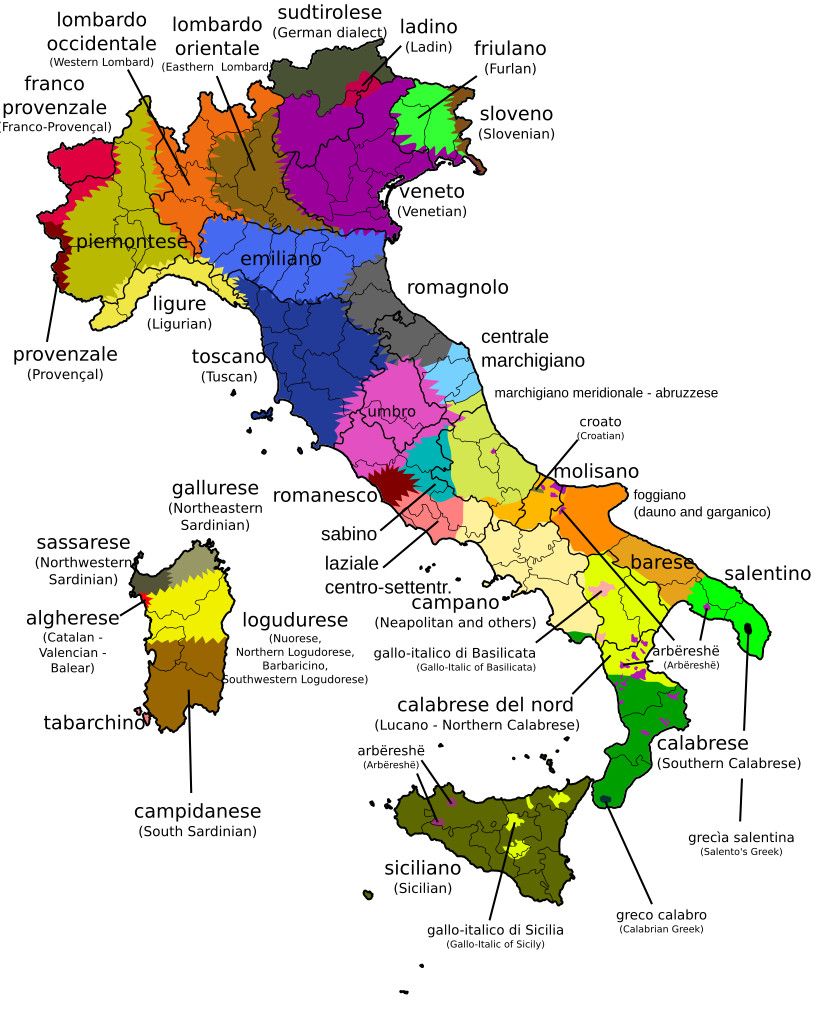 lombardo
occidentale
(Western Lombard)
lombardo
orientale
(Easthern Lombard)
sudtirolese
(German dialect)
ladino
(Ladin)
friulano
(Furlan)
franco
provenzale
(Franco-Provençal)
sloveno
(Slovenian)
veneto
(Venetian)
piemontese
emiliano
ligure
(Ligurian)
romagnolo
provenzale
(Provençal)
toscano
(Tuscan)
centrale
marchigiano
marchigiano meridionale - abruzzese
umbro
croato
(Croatian)
molisano
foggiano
(dauno and garganico)
romanesco
sabino
laziale
centro-settentr.
gallurese
(Northeastern
Sardinian)
sassarese
(Northwestern
Sardinian)
algherese
(Catalan -
Valencian -
Balear)
logudurese
(Nuorese,
Northern Logudorese,
Barbaricino,
Southwestern Logudorese)
tabarchino
campidanese
(South Sardinian)
barese
salentino
campano
(Neapolitan and others)
gallo-italico di Basilicata
(Gallo-Italic of Basilicata)
arbëreshë
(Arbëreshë)
calabrese del nord
(Lucano - Northern Calabrese)
calabrese
(Southern Calabrese)
arbëreshë
(Arbëreshë)
grecìa salentina
(Salento's Greek)
siciliano
(Sicilian)
greco calabro
(Calabrian Greek)
gallo-italico di Sicilia
(Gallo-Italic of Sicily)